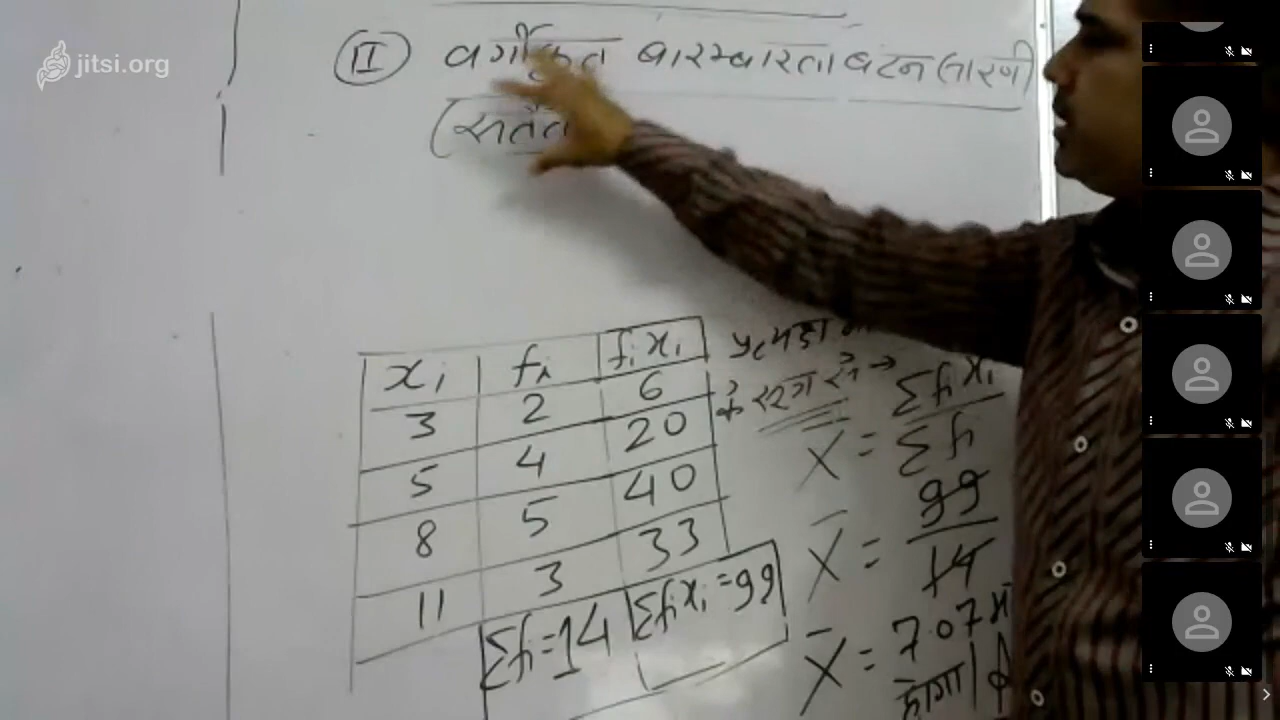 jitsi.org
II वर्गीकृत बारम्बारता बटन सारणी
(सतत
xi fi fixi
3 2 6
5 4 20
8 5 40
11 3 33
Σfi=14 Σfixi=99
X̄ = Σfixi / Σfi
X̄ = 99 / 14
X̄ = 7.07
होगा|